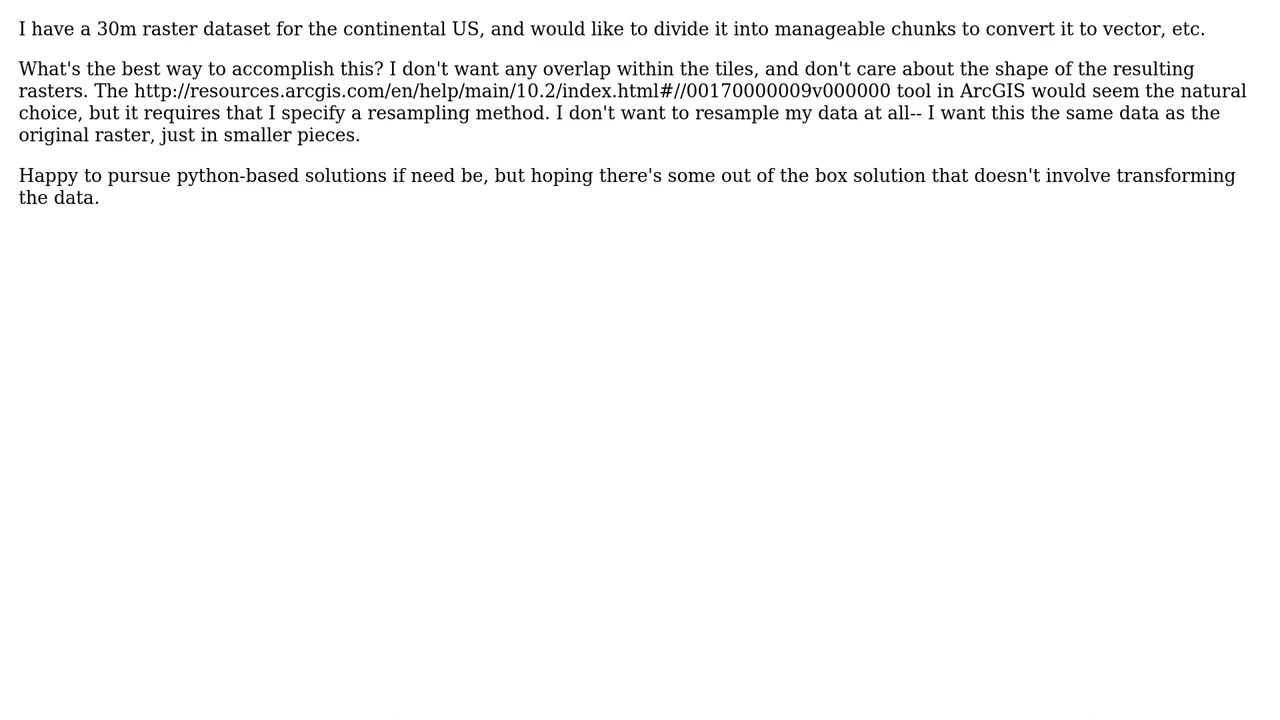 I have a 30m raster dataset for the continental US, and would like to divide it into manageable chunks to convert it to vector, etc.
What's the best way to accomplish this? I don't want any overlap within the tiles, and don't care about the shape of the resulting
rasters. The http://resources.arcgis.com/en/help/main/10.2/index.html#//00170000009v000000 tool in ArcGIS would seem the natural
choice, but it requires that I specify a resampling method. I don't want to resample my data at all-- I want this the same data as the
original raster, just in smaller pieces.
Happy to pursue python-based solutions if need be, but hoping there's some out of the box solution that doesn't involve transforming
the data.